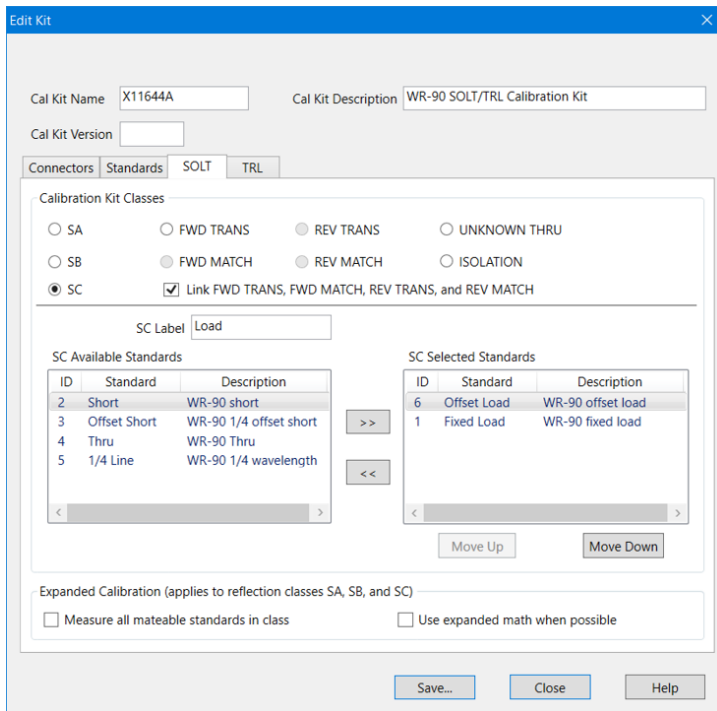 Edit Kit
Cal Kit Name X11644A Cal Kit Description WR-90 SOLT/TRL Calibration Kit
Cal Kit Version
Connectors Standards SOLT TRL
Calibration Kit Classes
SA FWD TRANS REV TRANS UNKNOWN THRU
SB FWD MATCH REV MATCH ISOLATION
SC Link FWD TRANS, FWD MATCH, REV TRANS, and REV MATCH
SC Label Load
SC Available Standards
ID Standard Description
2 Short WR-90 short
3 Offset Short WR-90 1/4 offset short
4 Thru WR-90 Thru
5 1/4 Line WR-90 1/4 wavelength
>>
<<
SC Selected Standards
ID Standard Description
6 Offset Load WR-90 offset load
1 Fixed Load WR-90 fixed load
Move Up Move Down
Expanded Calibration (applies to reflection classes SA, SB, and SC)
Measure all mateable standards in class Use expanded math when possible
Save... Close Help